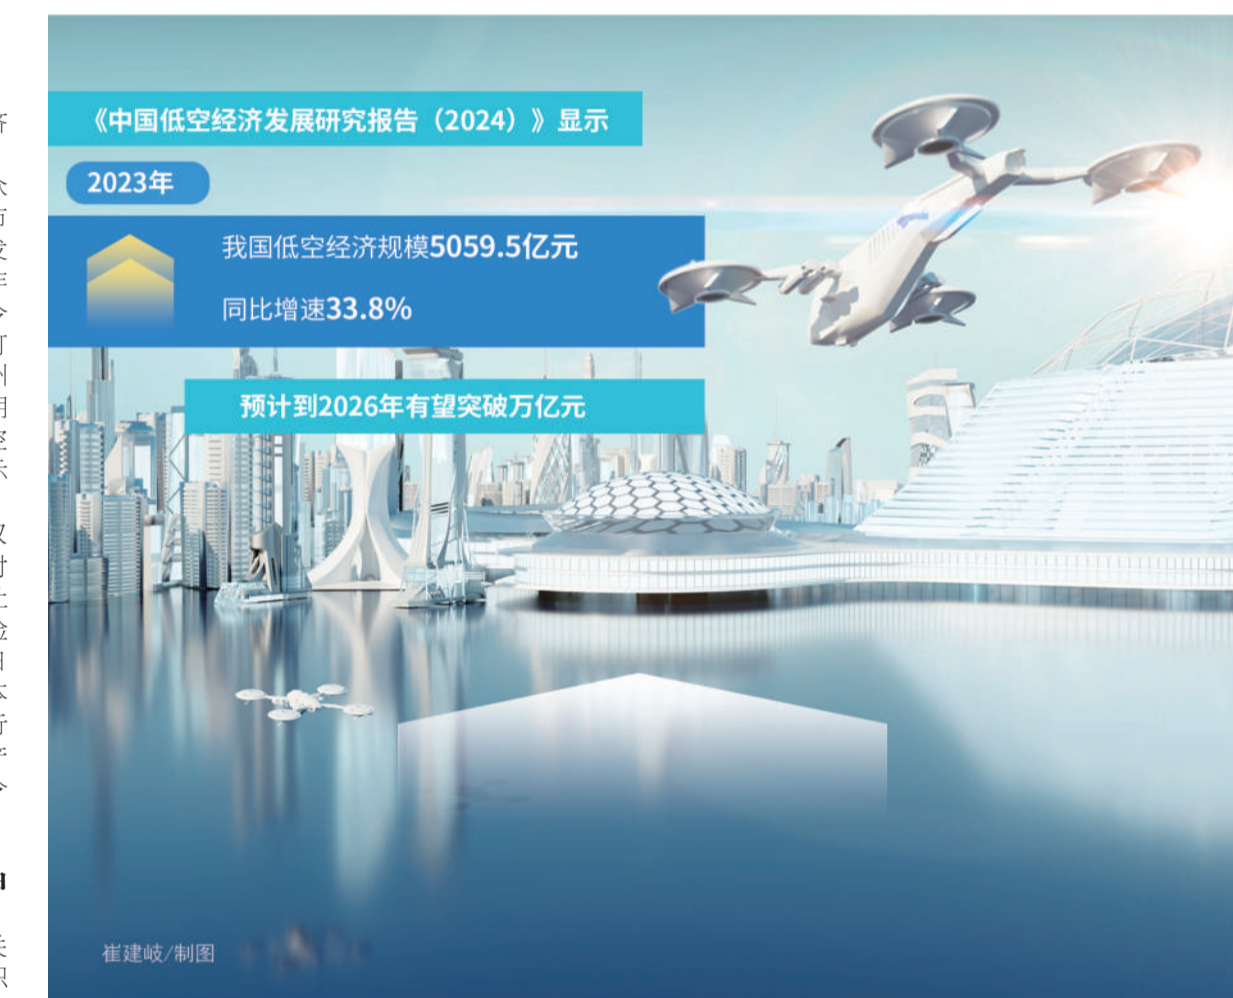 《中国低空经济发展研究报告（2024）》显示
2023年
我国低空经济规模5059.5亿元
同比增速33.8%
预计到2026年有望突破万亿元
崔建岐/制图